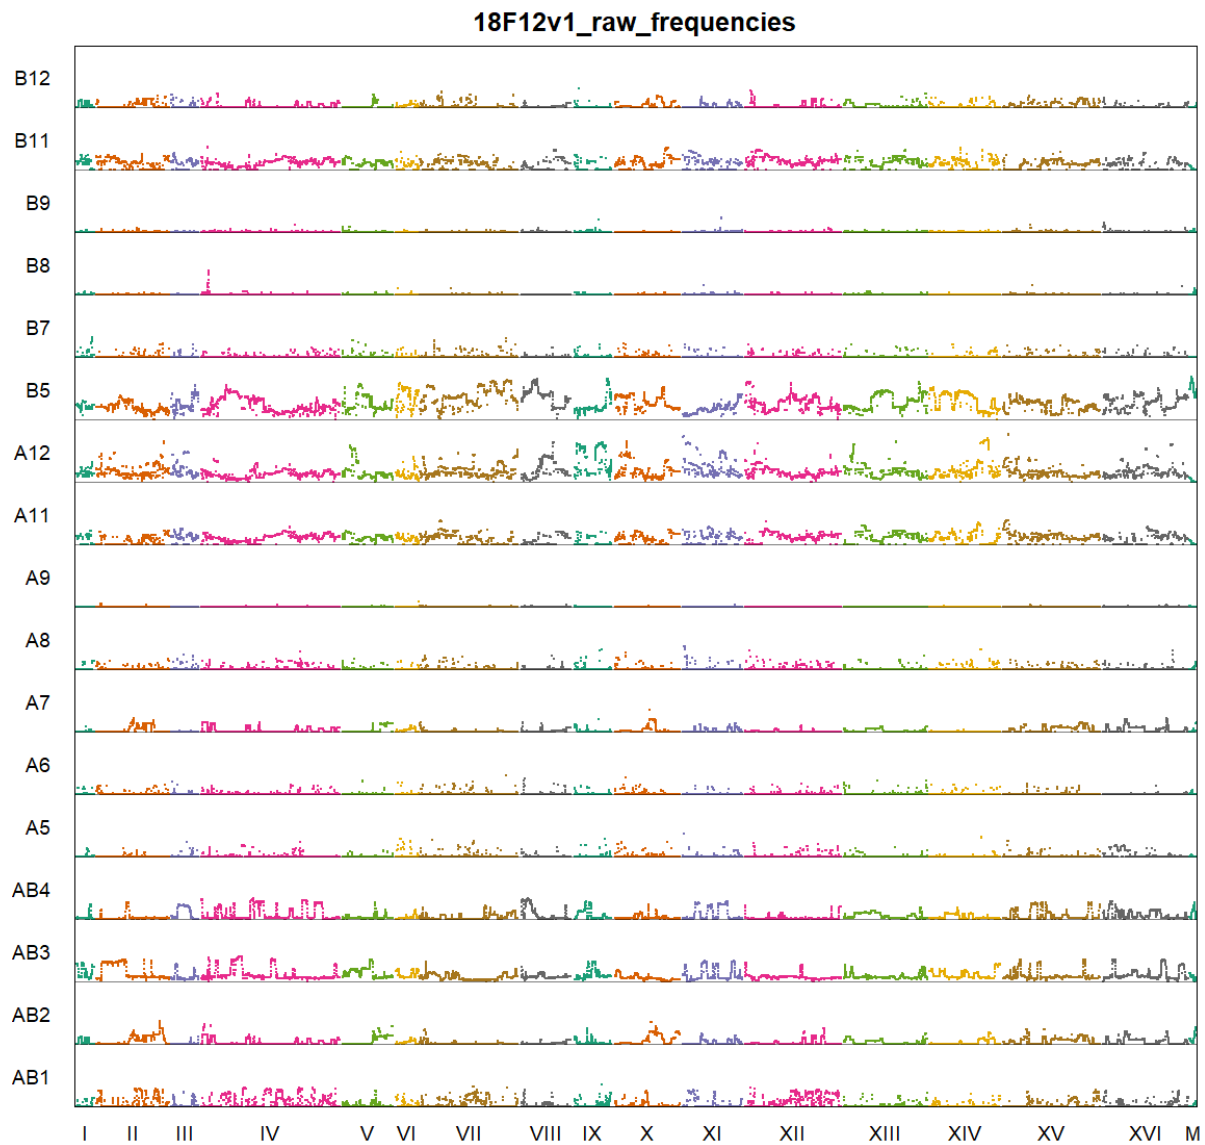 18F12v1_raw_frequencies
B12
B11
B9
B8
B7
B5
A12
A11
A9
A8
A7
A6
A5
AB4
AB3
AB2
AB1
I II III IV V VI VII VIII IX X XI XII XIII XIV XV XVI M